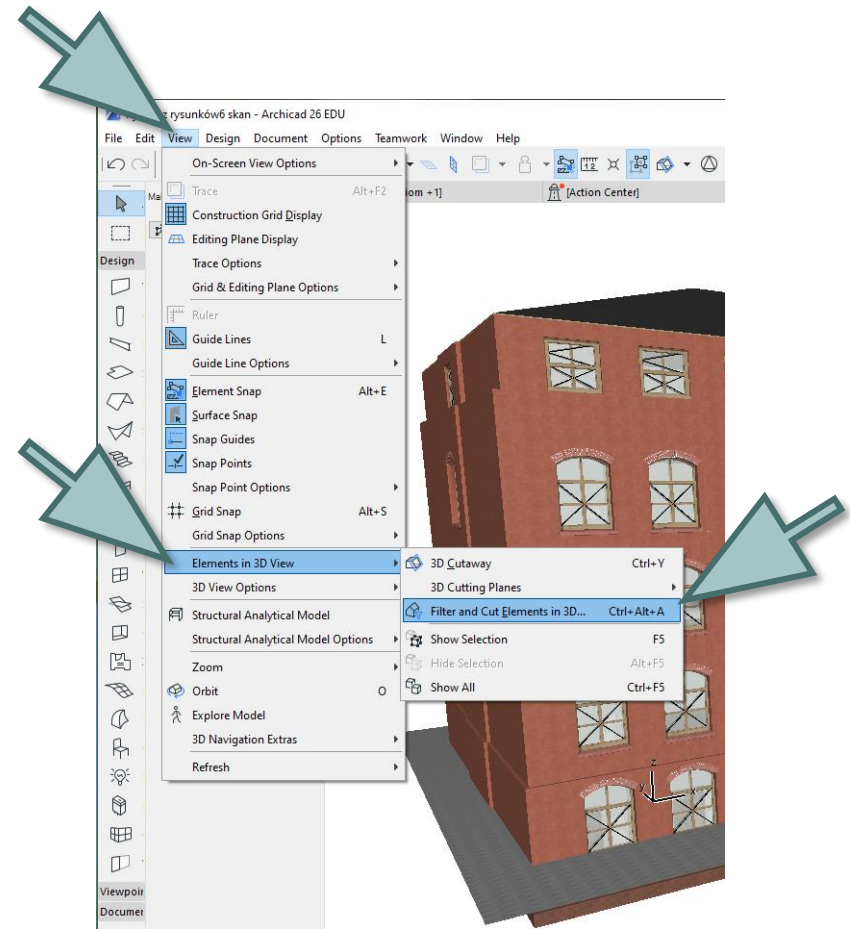 z rysunków6 skan - Archicad 26 EDU
File Edit View Design Document Options Teamwork Window Help
On-Screen View Options
Trace Alt+F2
iom +1]
[Action Center]
Construction Grid Display
Editing Plane Display
Design
Trace Options
Grid & Editing Plane Options
Ruler
Guide Lines L
Guide Line Options
Element Snap Alt+E
Surface Snap
Snap Guides
Snap Points
Snap Point Options
Grid Snap Alt+S
Grid Snap Options
Elements in 3D View
3D Cutaway Ctrl+Y
3D View Options
3D Cutting Planes
Structural Analytical Model
Filter and Cut Elements in 3D... Ctrl+Alt+A
Structural Analytical Model Options
Show Selection F5
Zoom
Hide Selection Alt+F5
Orbit O
Show All Ctrl+F5
Explore Model
3D Navigation Extras
Refresh
z
y
x
Viewpoir
Documer